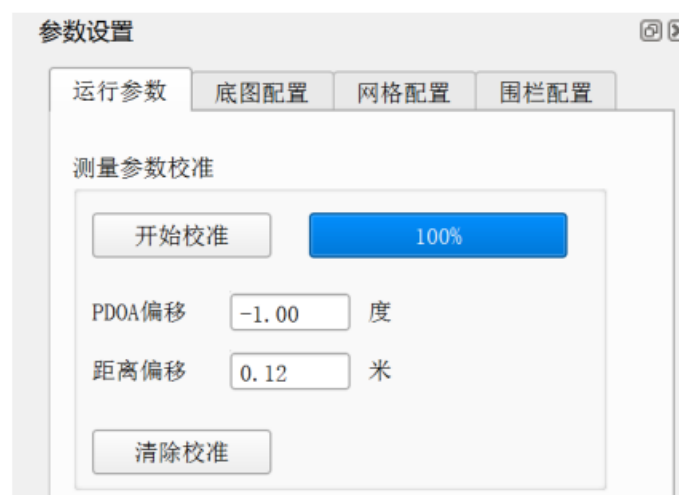 参数设置
运行参数 底图配置 网格配置 围栏配置
测量参数校准
开始校准 100%
PDOA偏移 -1.00 度
距离偏移 0.12 米
清除校准